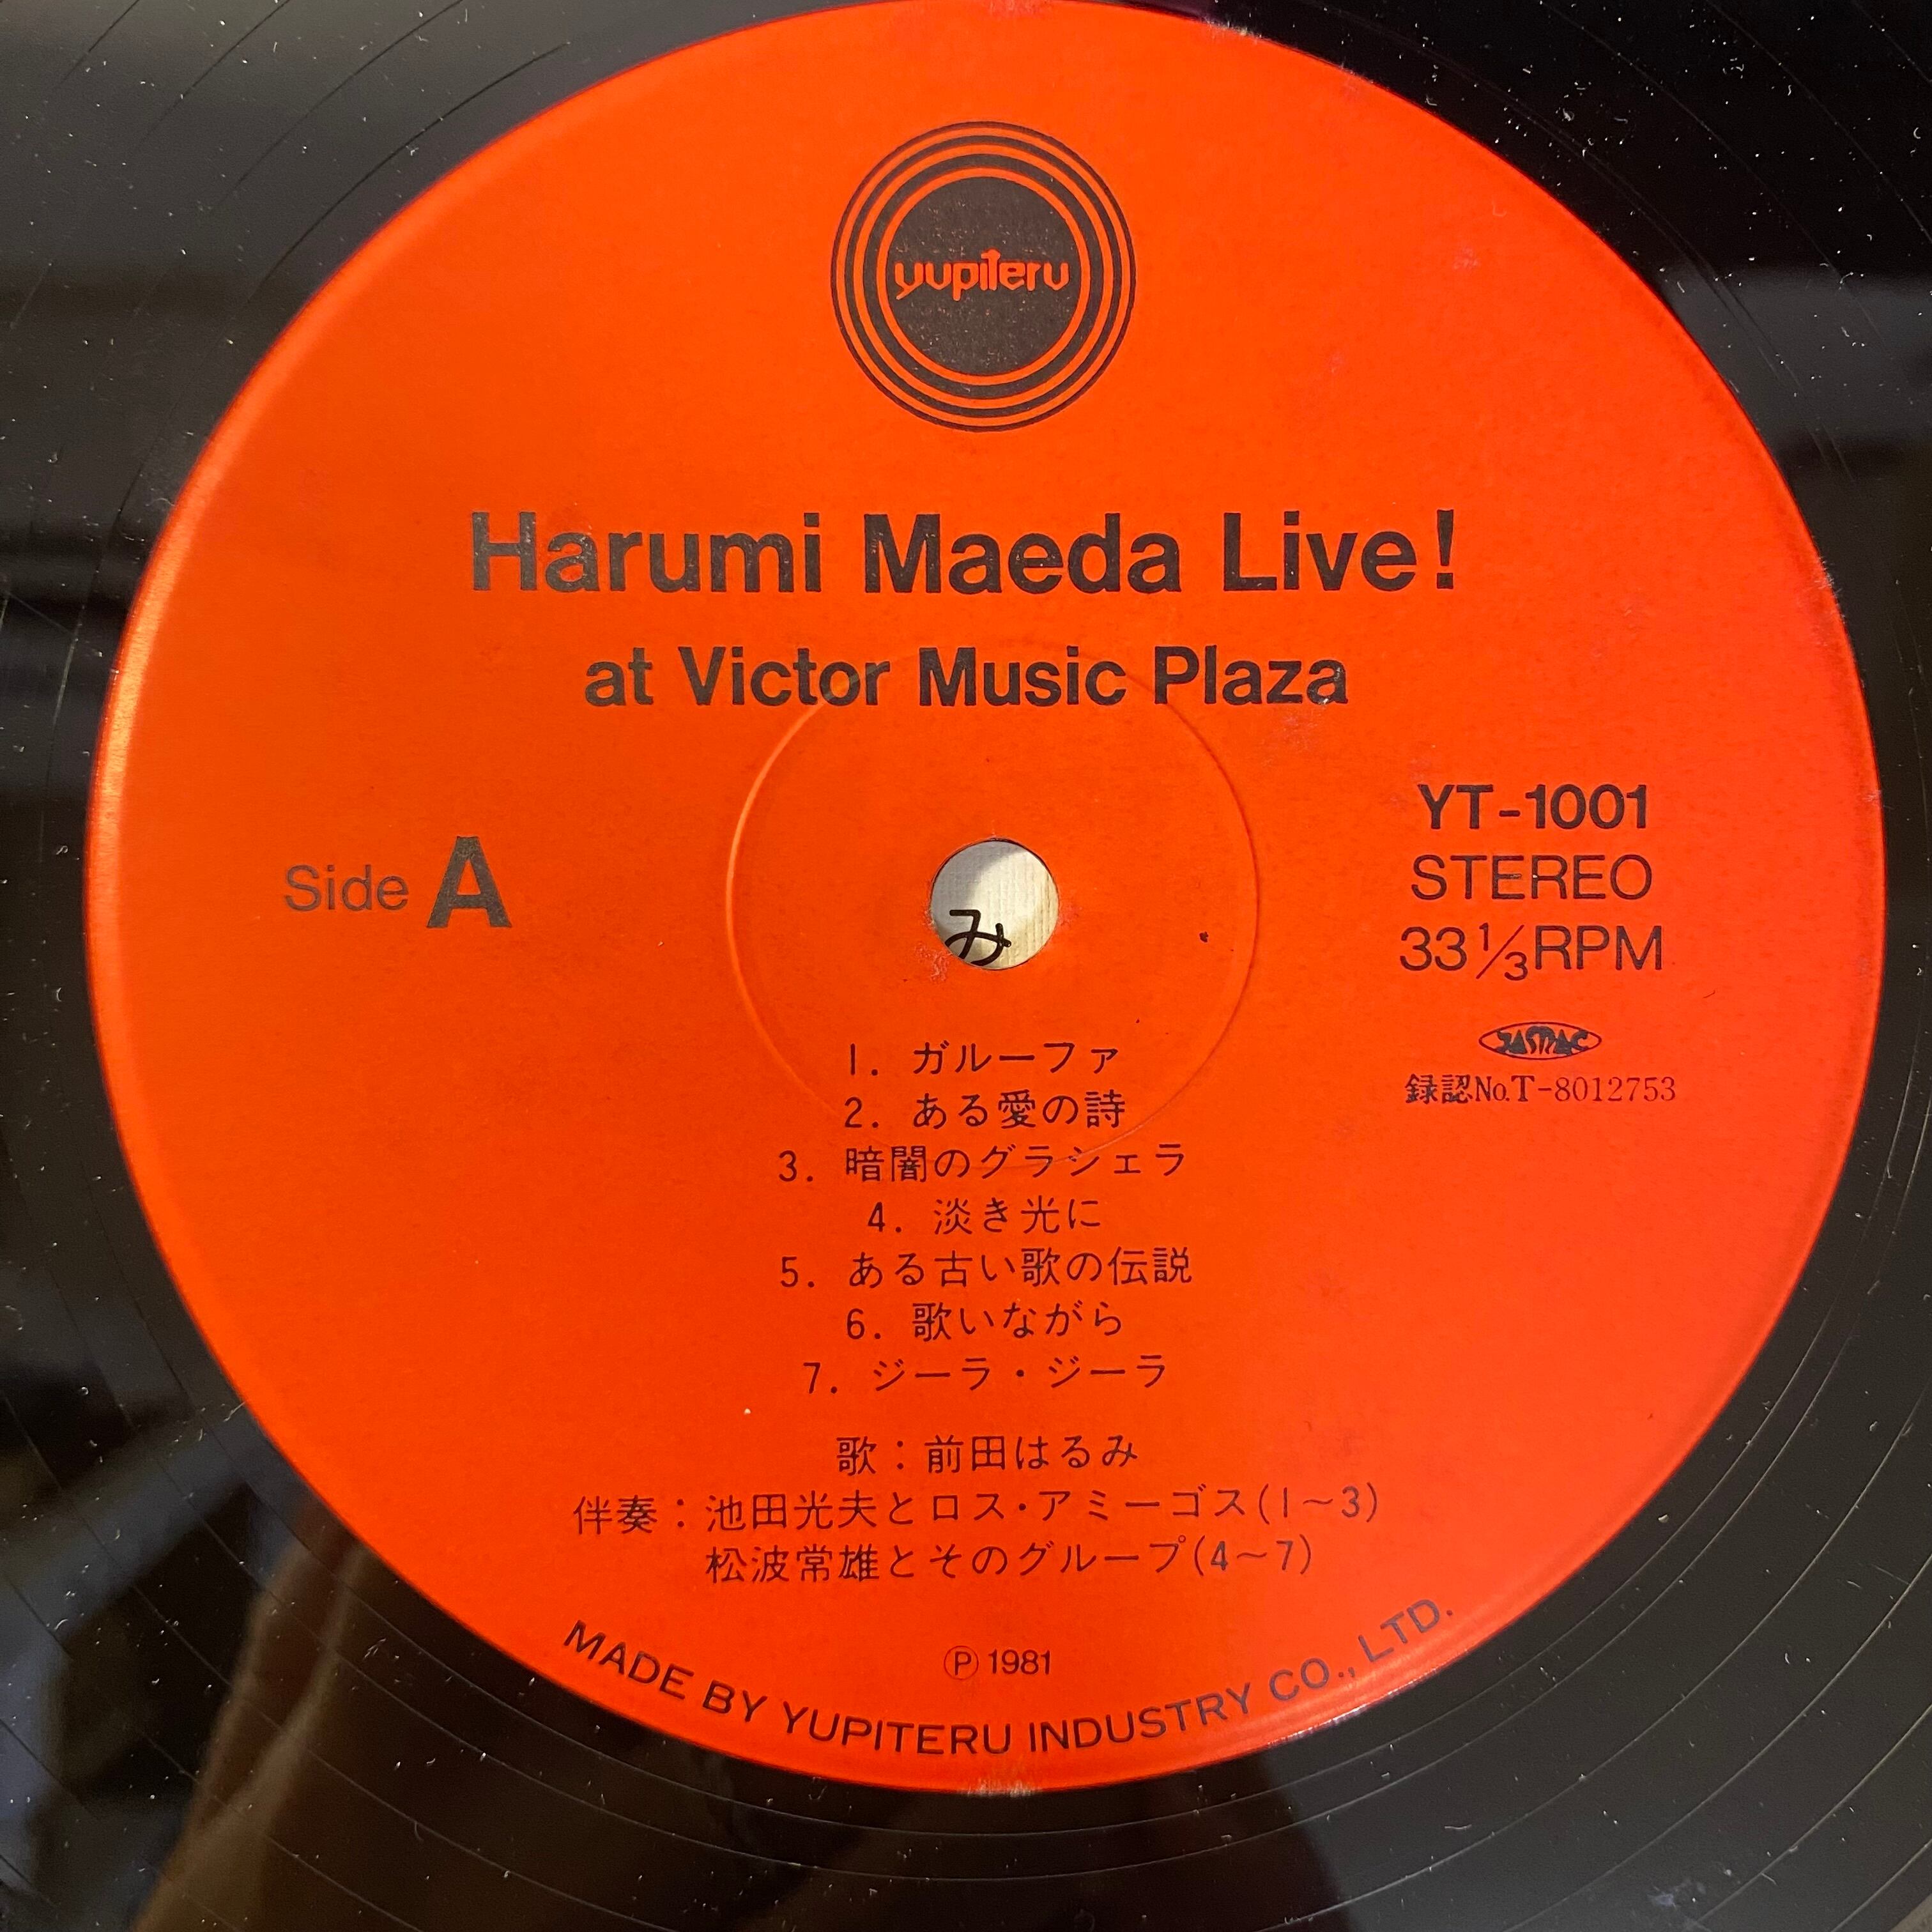 yupiteru
Harumi Maeda Live!
at Victor Music Plaza
Side A
YT-1001
STEREO
33 1/3 RPM
JASRAC
録認No.T-8012753
み
1. ガルーファ
2. ある愛の詩
3. 暗闇のグラシェラ
4. 淡き光に
5. ある古い歌の伝説
6. 歌いながら
7. ジーラ・ジーラ
歌：前田はるみ
伴奏：池田光夫とロス・アミーゴス(1～3)
松波常雄とそのグループ(4～7)
Ⓟ 1981
MADE BY YUPITERU INDUSTRY CO., LTD.